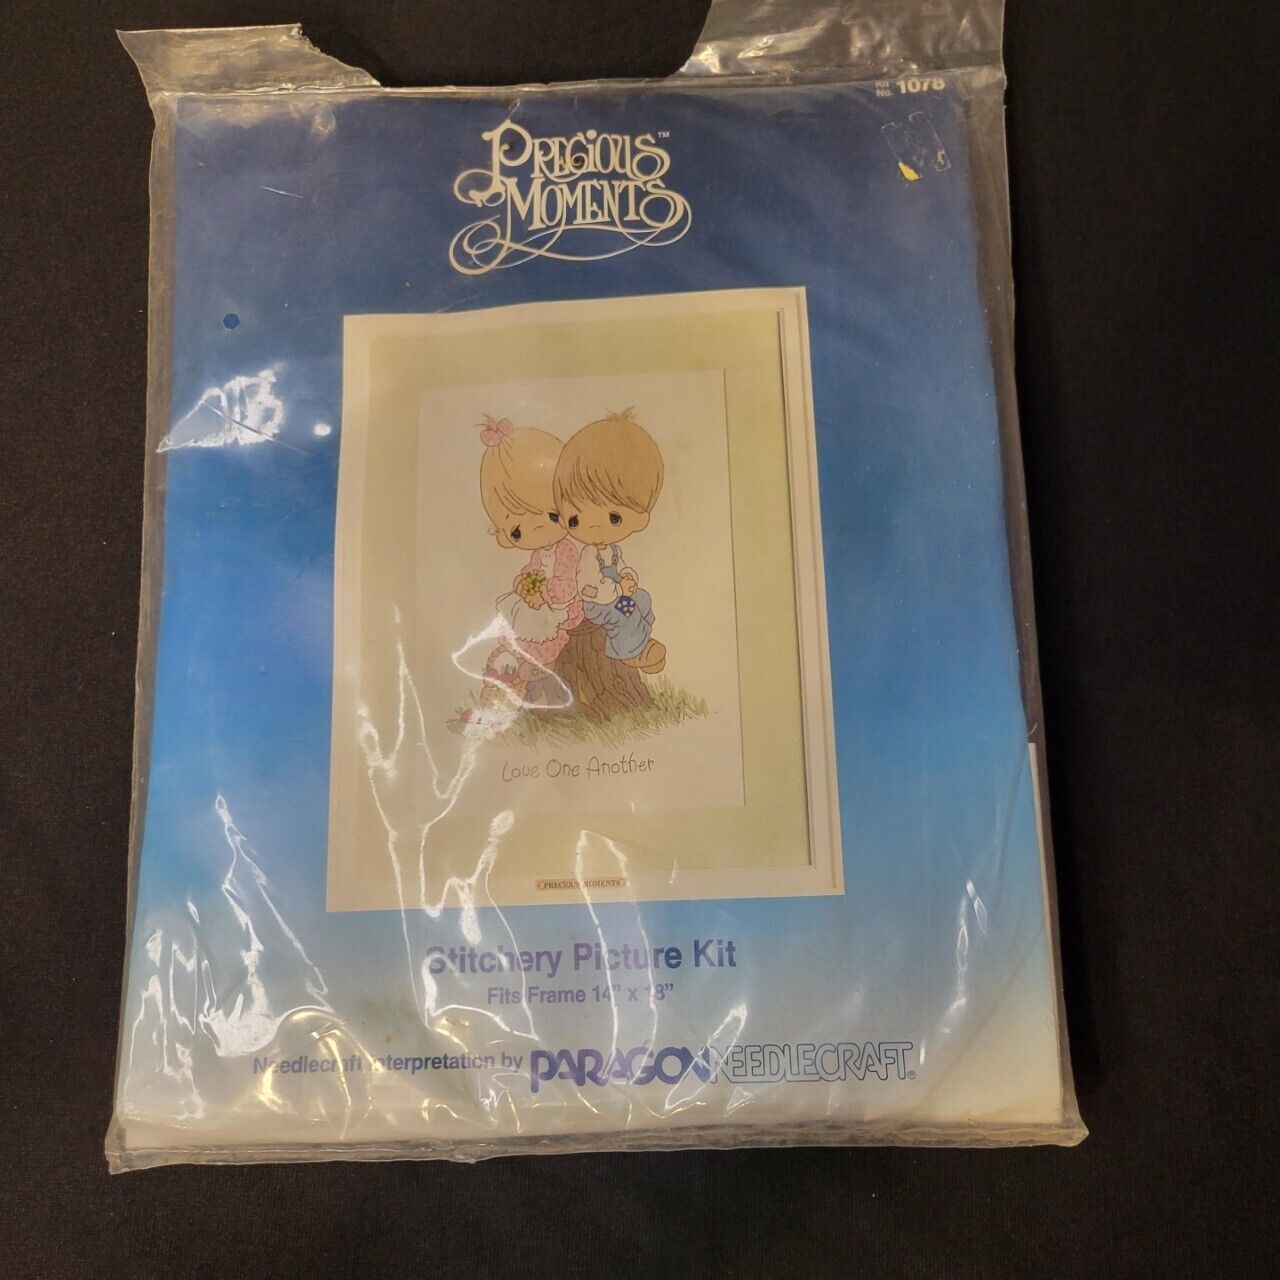 Kit
No. 1078
PRECIOUS™
MOMENTS
Love One Another
PRECIOUS MOMENTS
Stitchery Picture Kit
Fits Frame 14" x 18"
Needlecraft Interpretation by PARAGON NEEDLECRAFT®